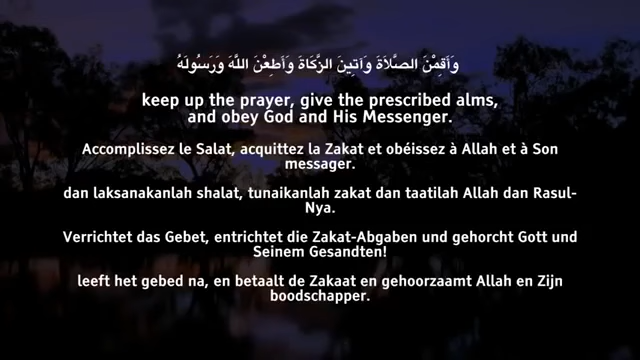 وَأَقِمْنَ الصَّلَاةَ وَآتِينَ الزَّكَاةَ وَأَطِعْنَ اللَّهَ وَرَسُولَهُ
keep up the prayer, give the prescribed alms,
and obey God and His Messenger.
Accomplissez le Salat, acquittez la Zakat et obéissez à Allah et à Son
messager.
dan laksanakanlah shalat, tunaikanlah zakat dan taatilah Allah dan Rasul-
Nya.
Verrichtet das Gebet, entrichtet die Zakat-Abgaben und gehorcht Gott und
Seinem Gesandten!
leeft het gebed na, en betaalt de Zakaat en gehoorzaamt Allah en Zijn
boodschapper.